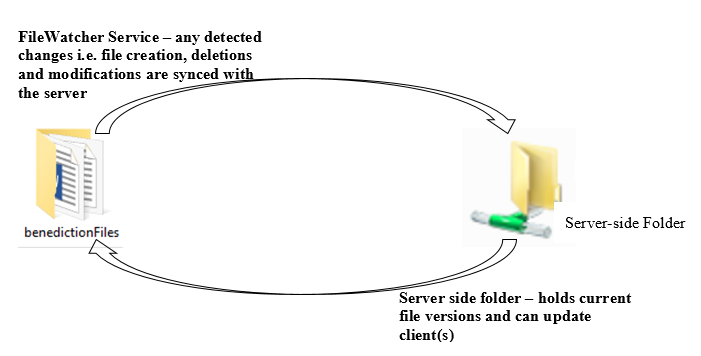 FileWatcher Service – any detected
changes i.e. file creation, deletions
and modifications are synced with
the server
benedictionFiles
Server-side Folder
Server side folder – holds current
file versions and can update
client(s)